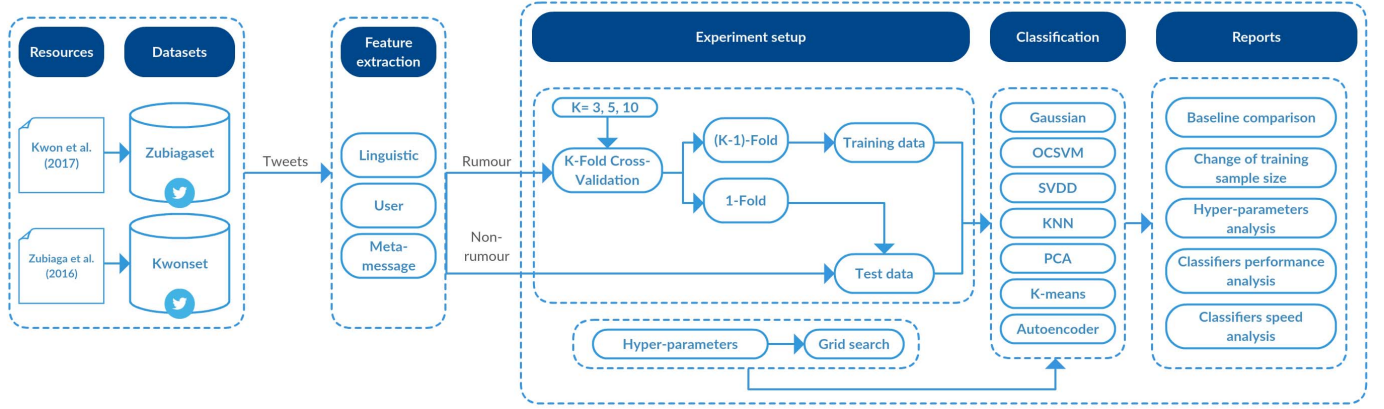 Resources
Datasets
Kwon et al.
(2017)
Zubiagaset
Zubiaga et al.
(2016)
Kwonset
Tweets
Feature
extraction
Linguistic
User
Meta-
message
Rumour
Non-
rumour
Experiment setup
K= 3, 5, 10
K-Fold Cross-
Validation
(K-1)-Fold
1-Fold
Training data
Test data
Hyper-parameters
Grid search
Classification
Gaussian
OCSVM
SVDD
KNN
PCA
K-means
Autoencoder
Reports
Baseline comparison
Change of training
sample size
Hyper-parameters
analysis
Classifiers performance
analysis
Classifiers speed
analysis